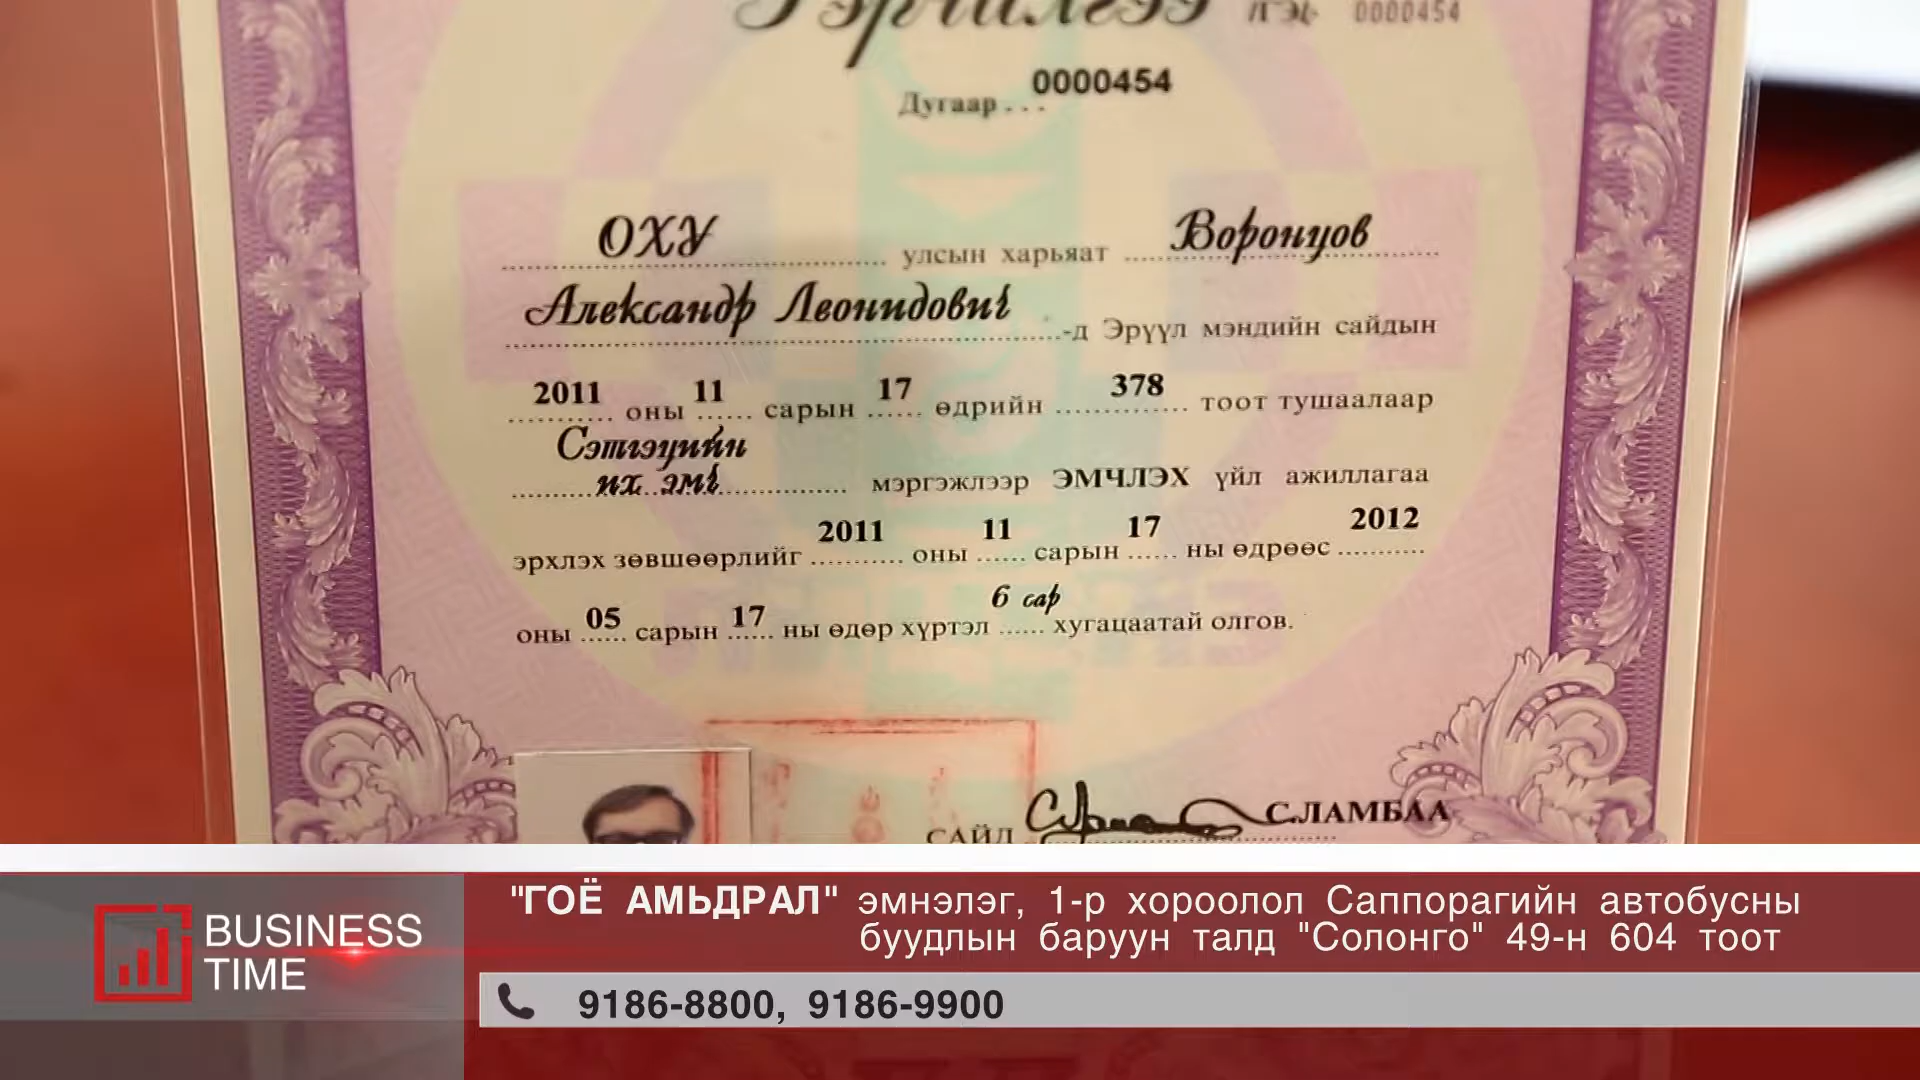 Гэрчилгээ ЛГЭ 0000454
0000454
Дугаар...
ОХУ улсын харьяат Воронцов
Александр Леонидович -д Эрүүл мэндийн сайдын
2011 оны 11 сарын 17 өдрийн 378 тоот тушаалаар
Сэтгэцийн
их эмч мэргэжлээр ЭМЧЛЭХ үйл ажиллагаа
эрхлэх зөвшөөрлийг 2011 оны 11 сарын 17 ны өдрөөс 2012
оны 05 сарын 17 ны өдөр хүртэл 6 сар хугацаатай олгов.
САЙД С.ЛАМБАА
BUSINESS
TIME
"ГОЁ АМЬДРАЛ" эмнэлэг, 1-р хороолол Саппорагийн автобусны
буудлын баруун талд "Солонго" 49-н 604 тоот
9186-8800, 9186-9900